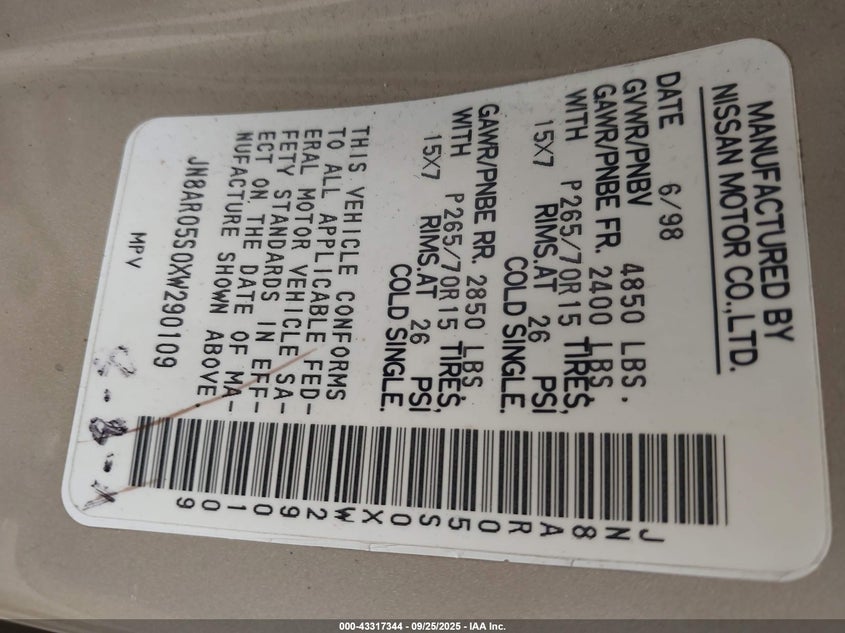 MANUFACTURED BY
NISSAN MOTOR CO.,LTD.
DATE 6/98
GVWR/PNBV 4850 LBS.
GAWR/PNBE FR. 2400 LBS.
WITH P265/70R15 TIRES,
15X7 RIMS.AT 26 PSI
COLD SINGLE.
GAWR/PNBE RR. 2850 LBS.
WITH P265/70R15 TIRES,
15X7 RIMS.AT 26 PSI
COLD SINGLE.
THIS VEHICLE CONFORMS
TO ALL APPLICABLE FED-
ERAL MOTOR VEHICLE SA-
FETY STANDARDS IN EFF-
ECT ON THE DATE OF MA-
NUFACTURE SHOWN ABOVE
JN8AR05S0XW290109
MPV
JN8AR05S0XW290109
000-43317344 - 09/25/2025 - IAA Inc.